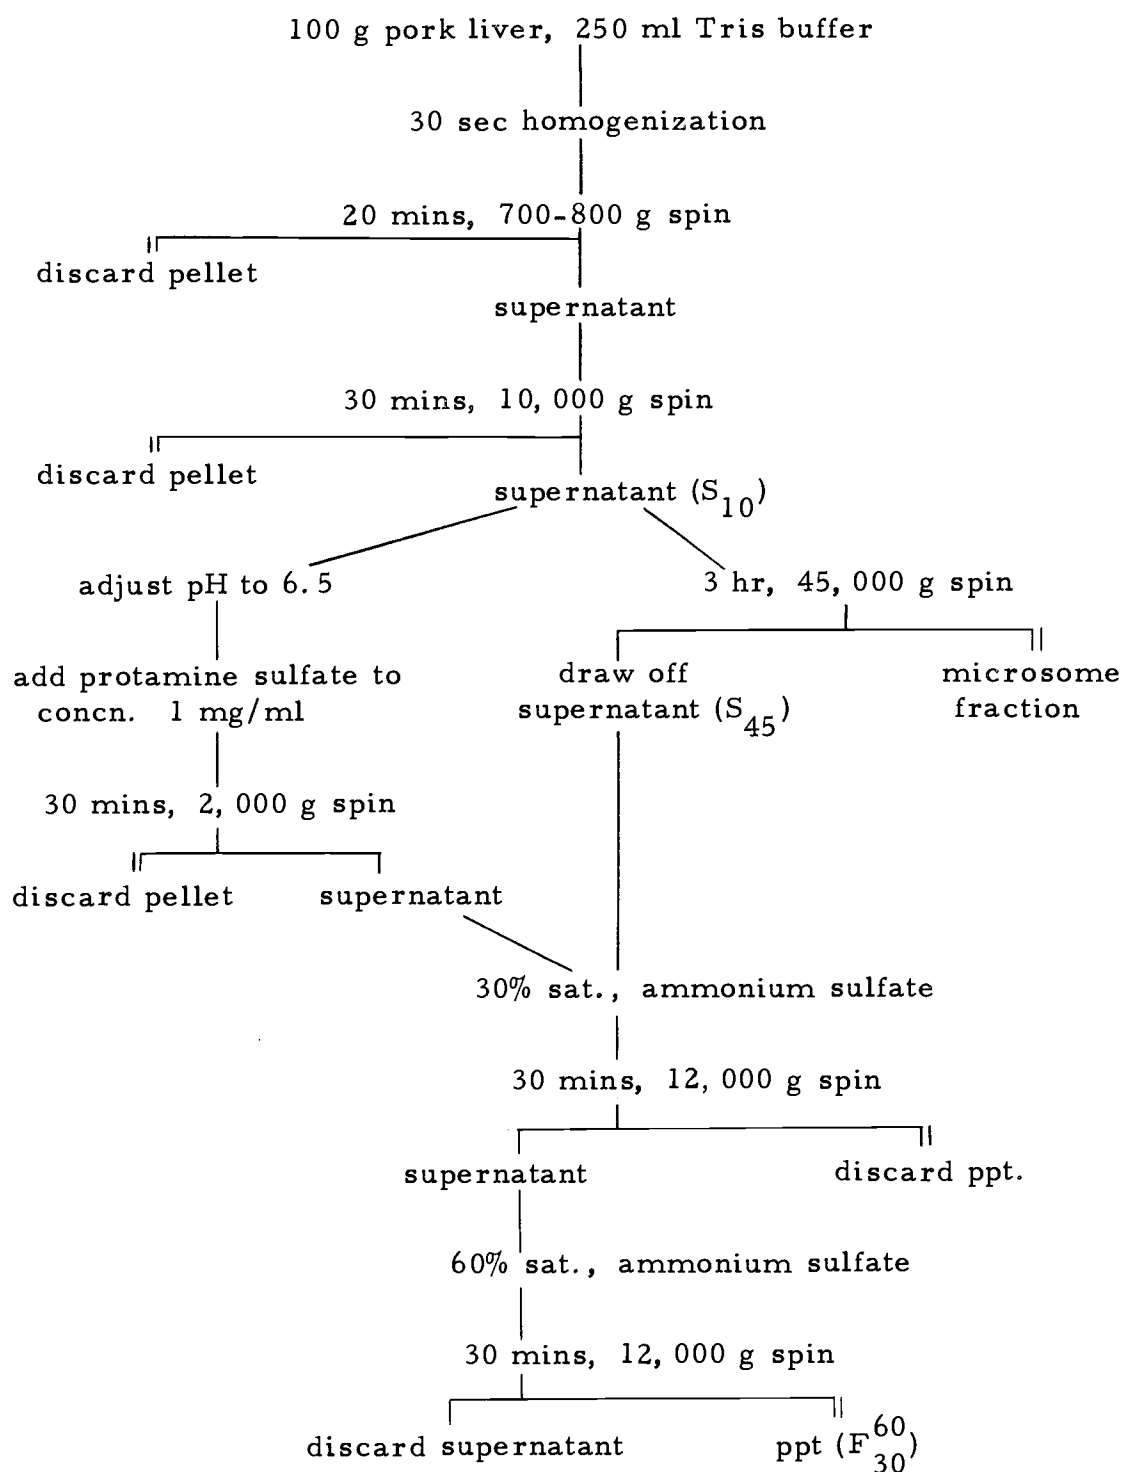 100 g pork liver, 250 ml Tris buffer
30 sec homogenization
20 mins, 700-800 g spin
discard pellet
supernatant
30 mins, 10,000 g spin
discard pellet
supernatant (S10)
adjust pH to 6.5
3 hr, 45,000 g spin
add protamine sulfate to
concn. 1 mg/ml
draw off
supernatant (S45)
microsome
fraction
30 mins, 2,000 g spin
discard pellet
supernatant
30% sat., ammonium sulfate
30 mins, 12,000 g spin
supernatant
discard ppt.
60% sat., ammonium sulfate
30 mins, 12,000 g spin
discard supernatant
ppt (F60 30)